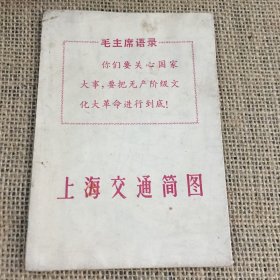 毛主席语录
你们要关心国家
大事，要把无产阶级文
化大革命进行到底！
上海交通简图